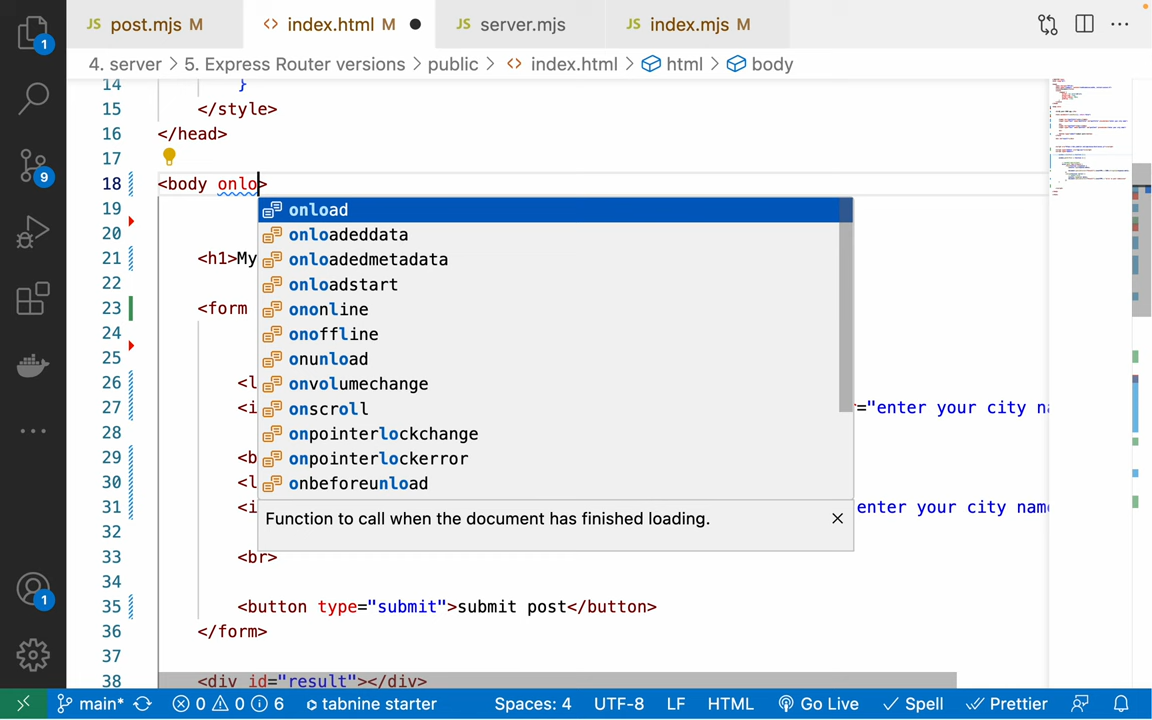 JS post.mjs M <> index.html M ● JS server.mjs JS index.mjs M ···
4. server > 5. Express Router versions > public > <> index.html > html > body
14 }
15 </style>
16 </head>
17
18 <body onlo>
19 onload
onloadeddata
20
21 <h1>My onloadedmetadata
22 onloadstart
23 <form ononline
24 onoffline
25 onunload
26 <l onvolumechange
27 <i onscroll ="enter your city na
28 onpointerlockchange
29 <b onpointerlockerror
30 <l onbeforeunload
31 <i Function to call when the document has finished loading. × enter your city name
32
33 <br>
34
35 <button type="submit">submit post</button>
36 </form>
37
38 <div id="result"></div>
1
9
1
main* 0 0 6 tabnine starter Spaces: 4 UTF-8 LF HTML Go Live Spell Prettier